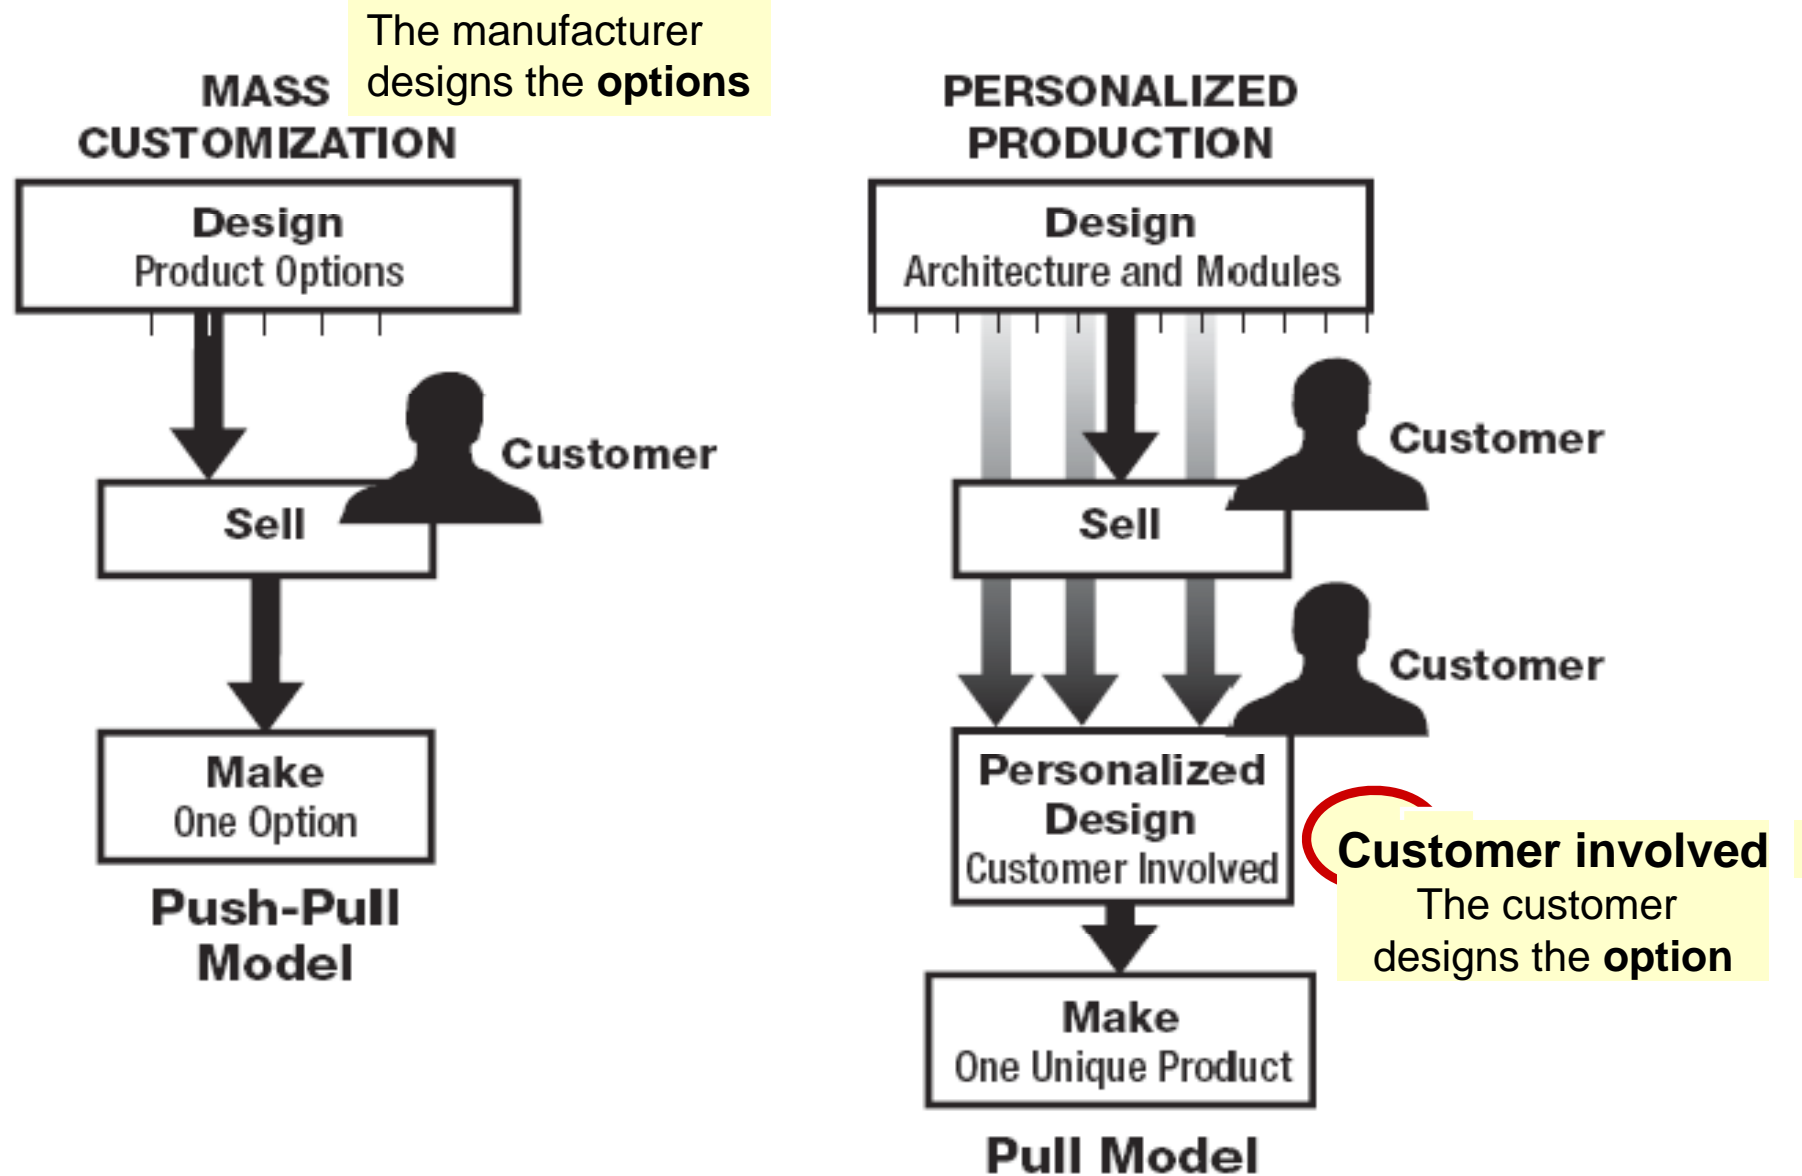 The manufacturer
designs the options
MASS
CUSTOMIZATION
Design
Product Options
Customer
Sell
Make
One Option
Push-Pull
Model
PERSONALIZED
PRODUCTION
Design
Architecture and Modules
Customer
Sell
Customer
Personalized
Design
Customer Involved
Customer involved
The customer
designs the option
Make
One Unique Product
Pull Model